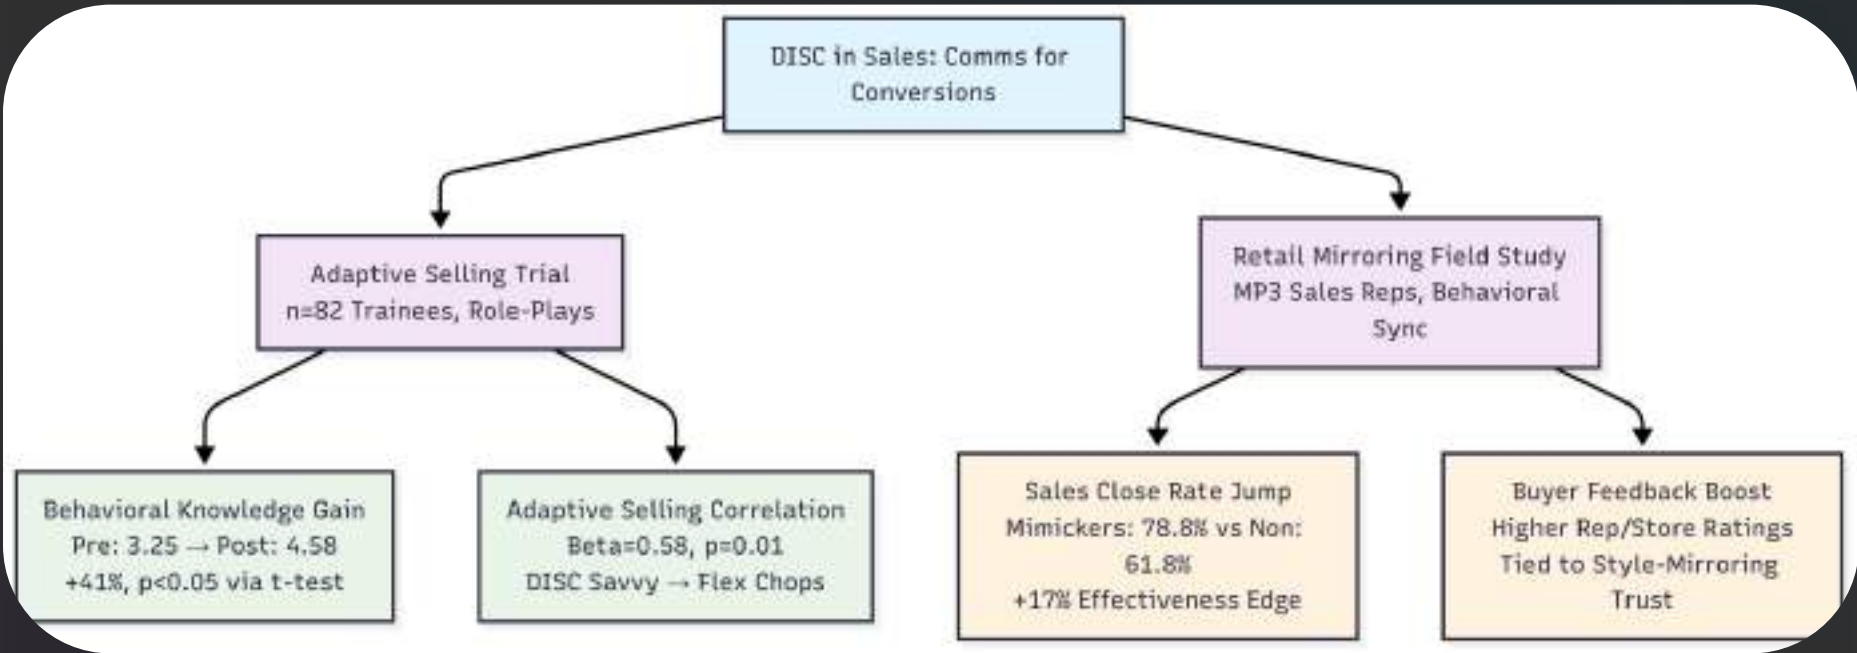 DISC in Sales: Comms for
Conversions
Adaptive Selling Trial
n=82 Trainees, Role-Plays
Retail Mirroring Field Study
MP3 Sales Reps, Behavioral
Sync
Behavioral Knowledge Gain
Pre: 3.25 → Post: 4.58
+41%, p<0.05 via t-test
Adaptive Selling Correlation
Beta=0.58, p=0.01
DISC Savvy → Flex Chops
Sales Close Rate Jump
Mimickers: 78.8% vs Non:
61.8%
+17% Effectiveness Edge
Buyer Feedback Boost
Higher Rep/Store Ratings
Tied to Style-Mirroring
Trust